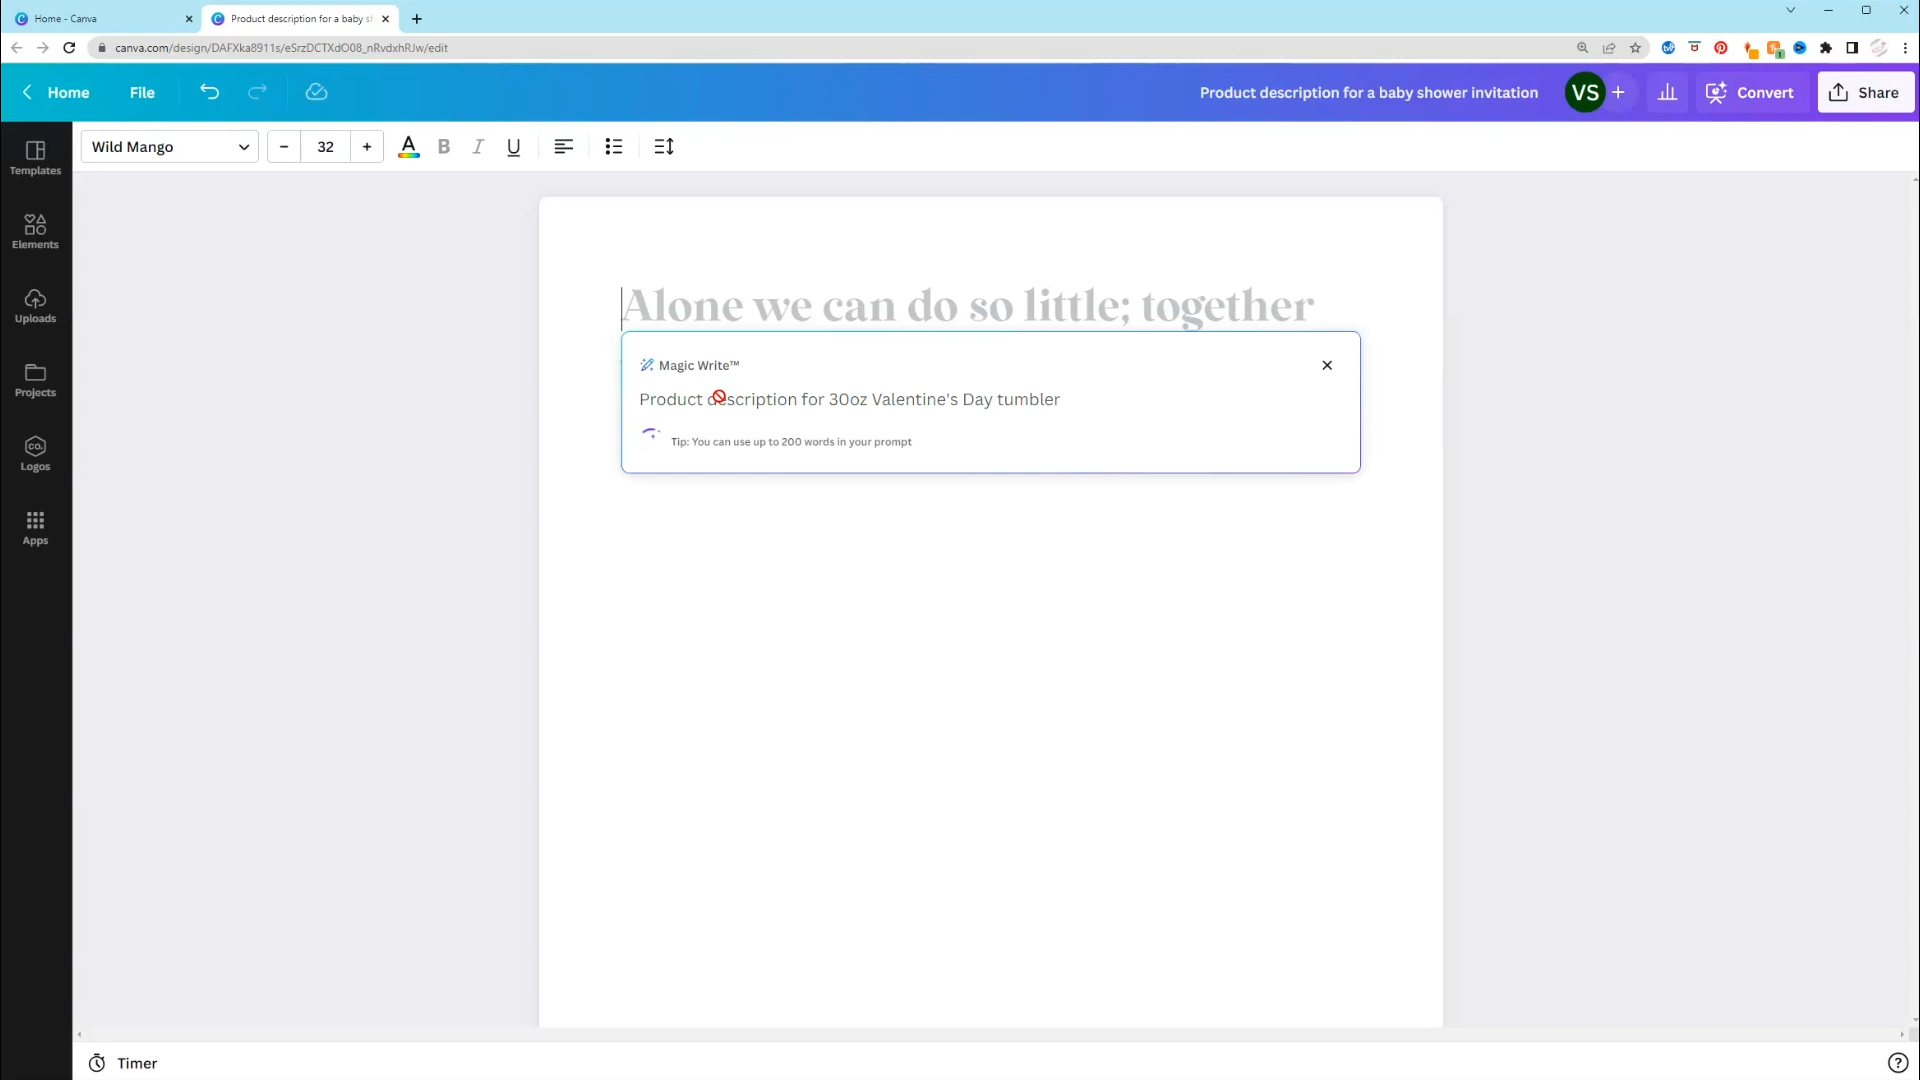 Home - Canva
Product description for a baby s
canva.com/design/DAFXka8911s/eSrzDCTXdO08_nRvdxhRJw/edit
Home
File
Product description for a baby shower invitation
VS
Convert
Share
Wild Mango
32
A
B
I
U
Templates
Elements
Uploads
Projects
CO.
Logos
Apps
Alone we can do so little; together
Magic Write™
Product description for 30oz Valentine's Day tumbler
Tip: You can use up to 200 words in your prompt
Timer